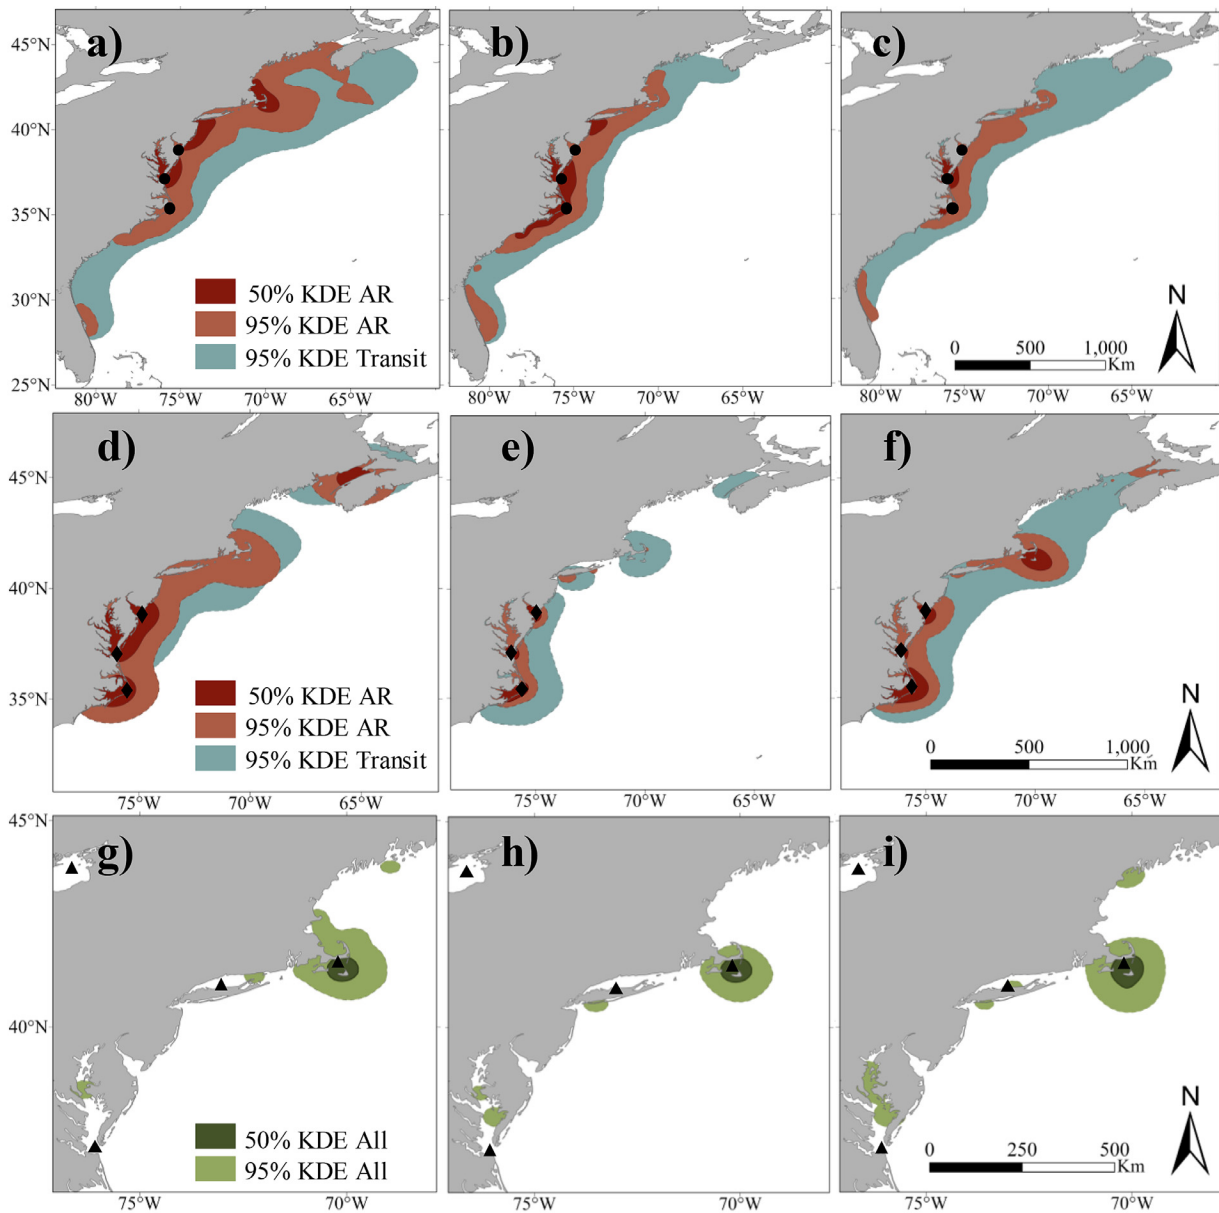 a)
b)
c)
45°N
40°N
35°N
30°N
25°N
50% KDE AR
95% KDE AR
95% KDE Transit
N
0 500 1,000
Km
80°W 75°W 70°W 65°W
80°W 75°W 70°W 65°W
80°W 75°W 70°W 65°W
d)
e)
f)
45°N
40°N
35°N
50% KDE AR
95% KDE AR
95% KDE Transit
N
0 500 1,000
Km
75°W 70°W 65°W
75°W 70°W 65°W
75°W 70°W 65°W
g)
h)
i)
45°N
40°N
50% KDE All
95% KDE All
N
0 250 500
Km
75°W 70°W
75°W 70°W
75°W 70°W